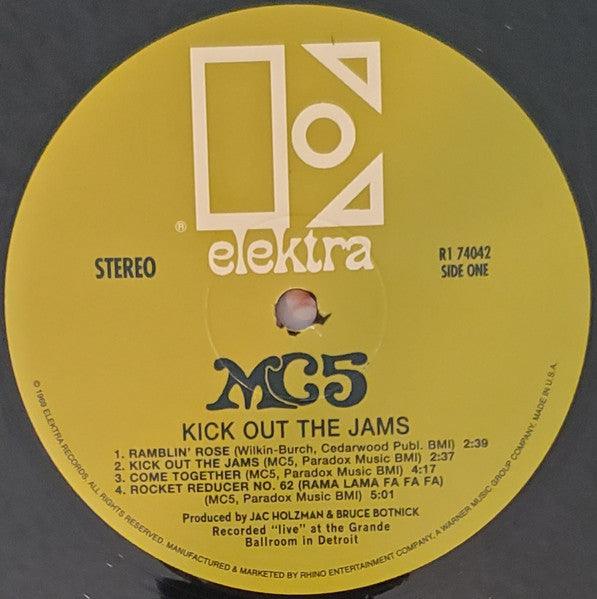 ®
elektra
STEREO
R1 74042
SIDE ONE
MC5
KICK OUT THE JAMS
1. RAMBLIN' ROSE (Wilkin-Burch, Cedarwood Publ. BMI) 2:39
2. KICK OUT THE JAMS (MC5, Paradox Music BMI) 2:37
3. COME TOGETHER (MC5, Paradox Music BMI) 4:17
4. ROCKET REDUCER NO. 62 (RAMA LAMA FA FA FA)
(MC5, Paradox Music BMI) 5:01
Produced by JAC HOLZMAN & BRUCE BOTNICK
Recorded "live" at the Grande
Ballroom in Detroit
© 1969 ELEKTRA RECORDS. ALL RIGHTS RESERVED. MANUFACTURED & MARKETED BY RHINO ENTERTAINMENT COMPANY, A WARNER MUSIC GROUP COMPANY. MADE IN U.S.A.